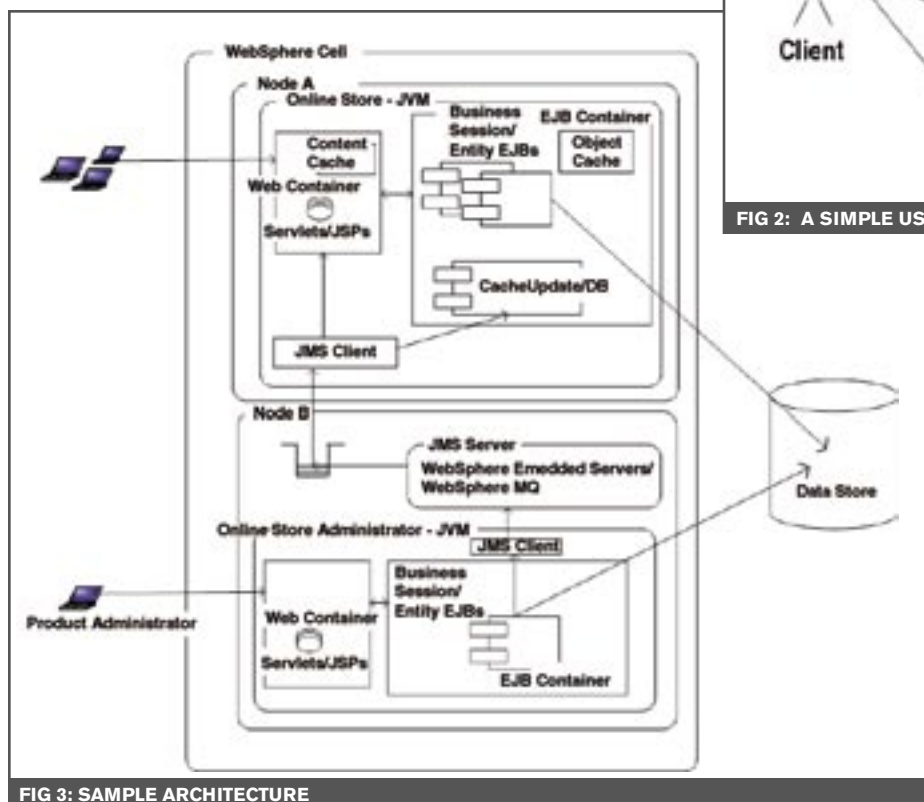 Client
FIG 2: A SIMPLE US
WebSphere Cell
Node A
Online Store - JVM
Content
Cache
Web Container
Servlets/JSPs
Business
Session/
Entity EJBs
EJB Container
Object
Cache
CacheUpdate/DB
JMS Client
Node B
JMS Server
WebSphere Emedded Servers/
WebSphere MQ
Data Store
Online Store Administrator - JVM
JMS Client
Product Administrator
Web Container
Servlets/JSPs
Business
Session/
Entity EJBs
EJB Container
FIG 3: SAMPLE ARCHITECTURE